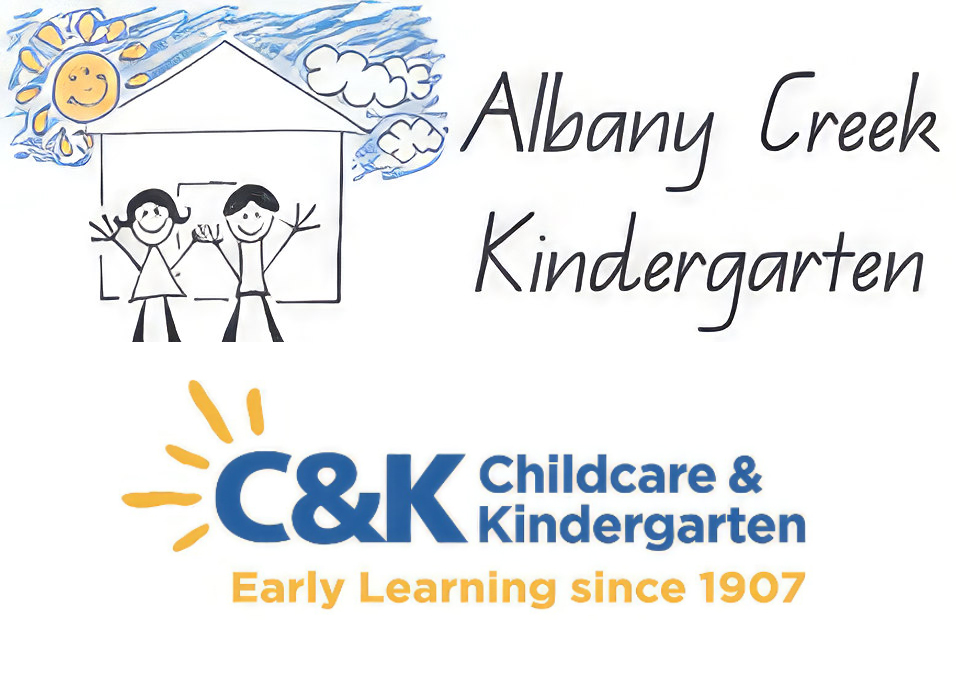 Albany Creek
Kindergarten
C&K Childcare &
Kindergarten
Early Learning since 1907